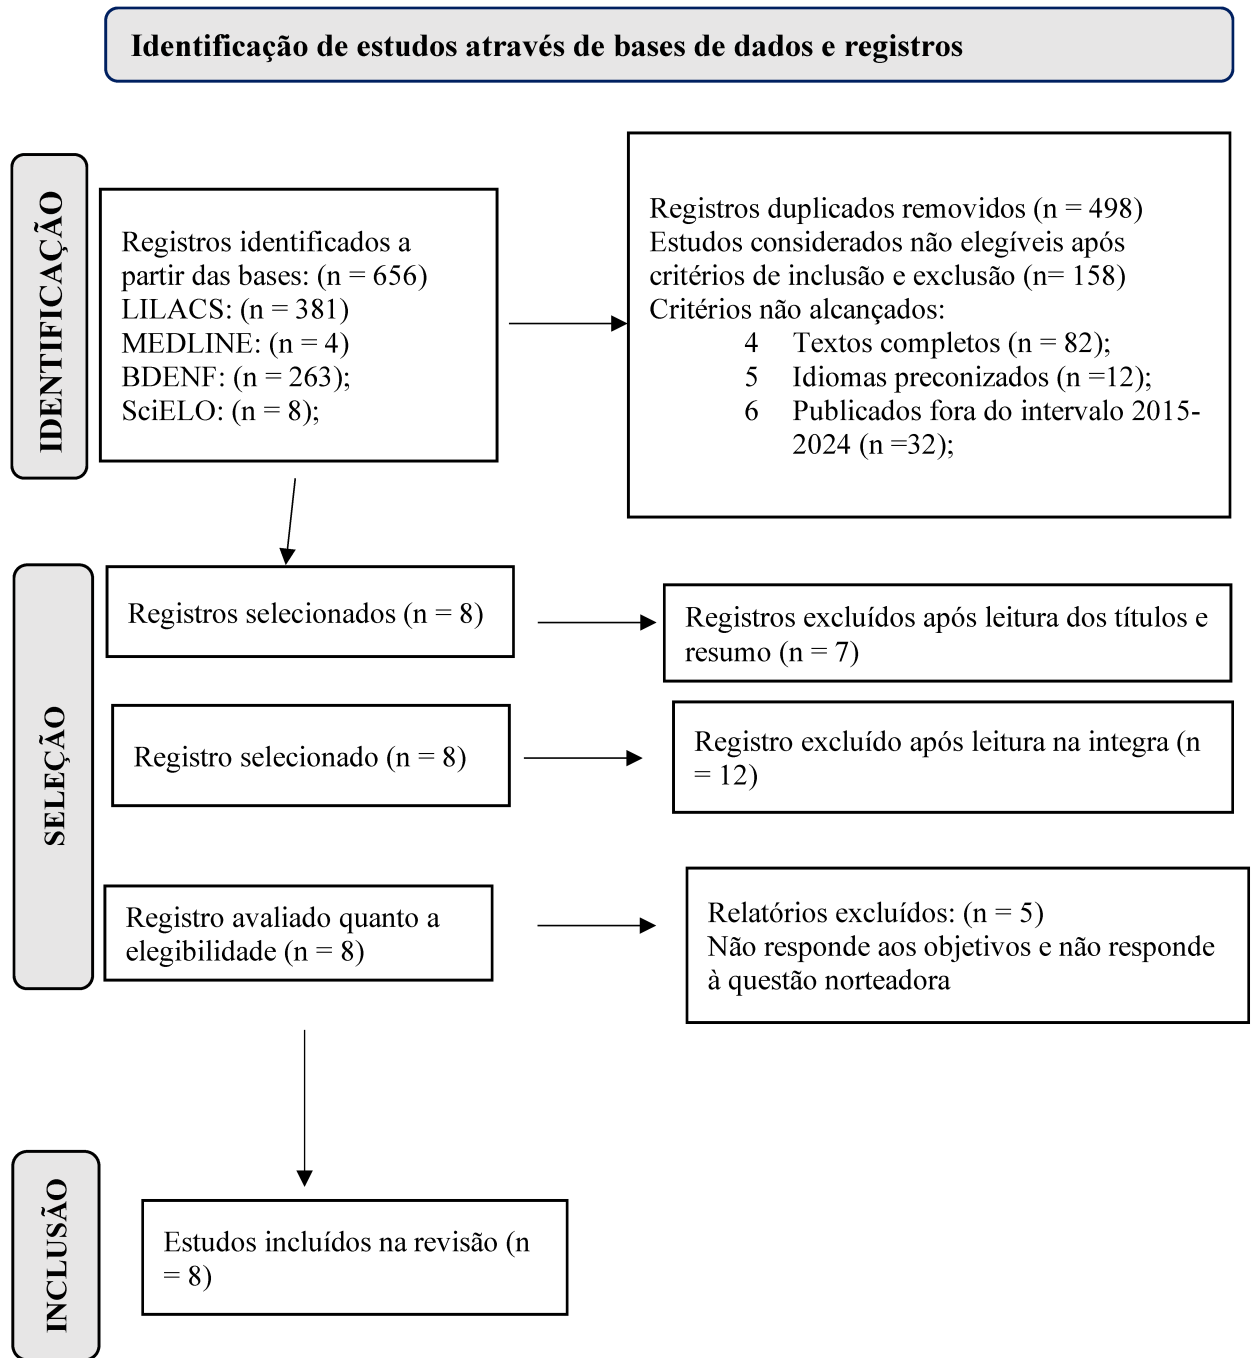 Identificação de estudos através de bases de dados e registros
IDENTIFICAÇÃO
Registros identificados a
partir das bases: (n = 656)
LILACS: (n = 381)
MEDLINE: (n = 4)
BDENF: (n = 263);
SciELO: (n = 8);
Registros duplicados removidos (n = 498)
Estudos considerados não elegíveis após
critérios de inclusão e exclusão (n= 158)
Critérios não alcançados:
4 Textos completos (n = 82);
5 Idiomas preconizados (n =12);
6 Publicados fora do intervalo 2015-
2024 (n =32);
SELEÇÃO
Registros selecionados (n = 8)
Registros excluídos após leitura dos títulos e
resumo (n = 7)
Registro selecionado (n = 8)
Registro excluído após leitura na integra (n
= 12)
Registro avaliado quanto a
elegibilidade (n = 8)
Relatórios excluídos: (n = 5)
Não responde aos objetivos e não responde
à questão norteadora
INCLUSÃO
Estudos incluídos na revisão (n
= 8)